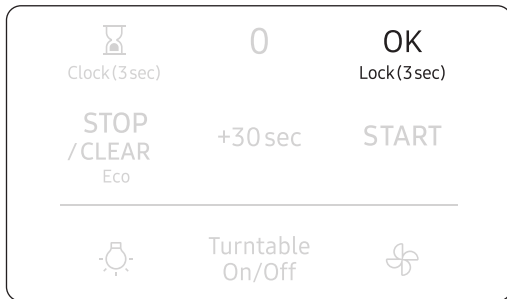 0 OK
Clock(3sec) Lock(3sec)
STOP
/CLEAR +30sec START
Eco
Turntable
On/Off